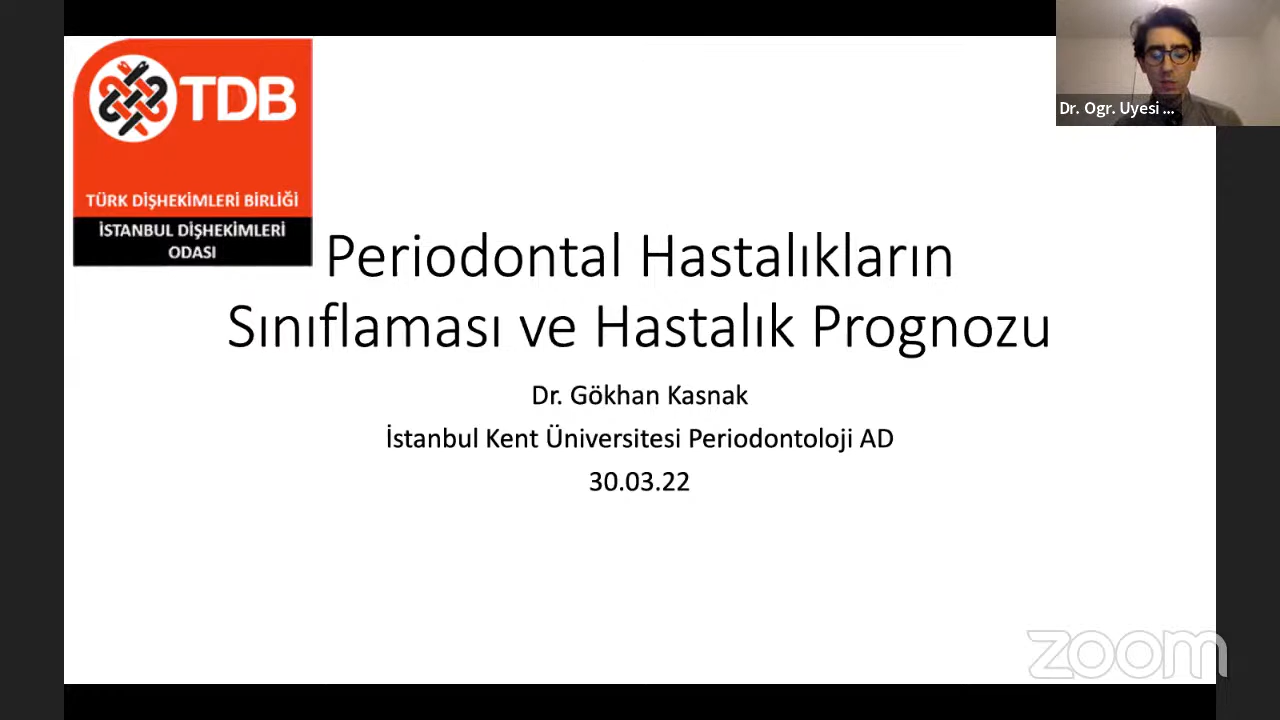 TDB
TÜRK DİŞHEKİMLERİ BİRLİĞİ
İSTANBUL DİŞHEKİMLERİ
ODASI
Dr. Ogr. Uyesi ...
Periodontal Hastalıkların
Sınıflaması ve Hastalık Prognozu
Dr. Gökhan Kasnak
İstanbul Kent Üniversitesi Periodontoloji AD
30.03.22
zoom